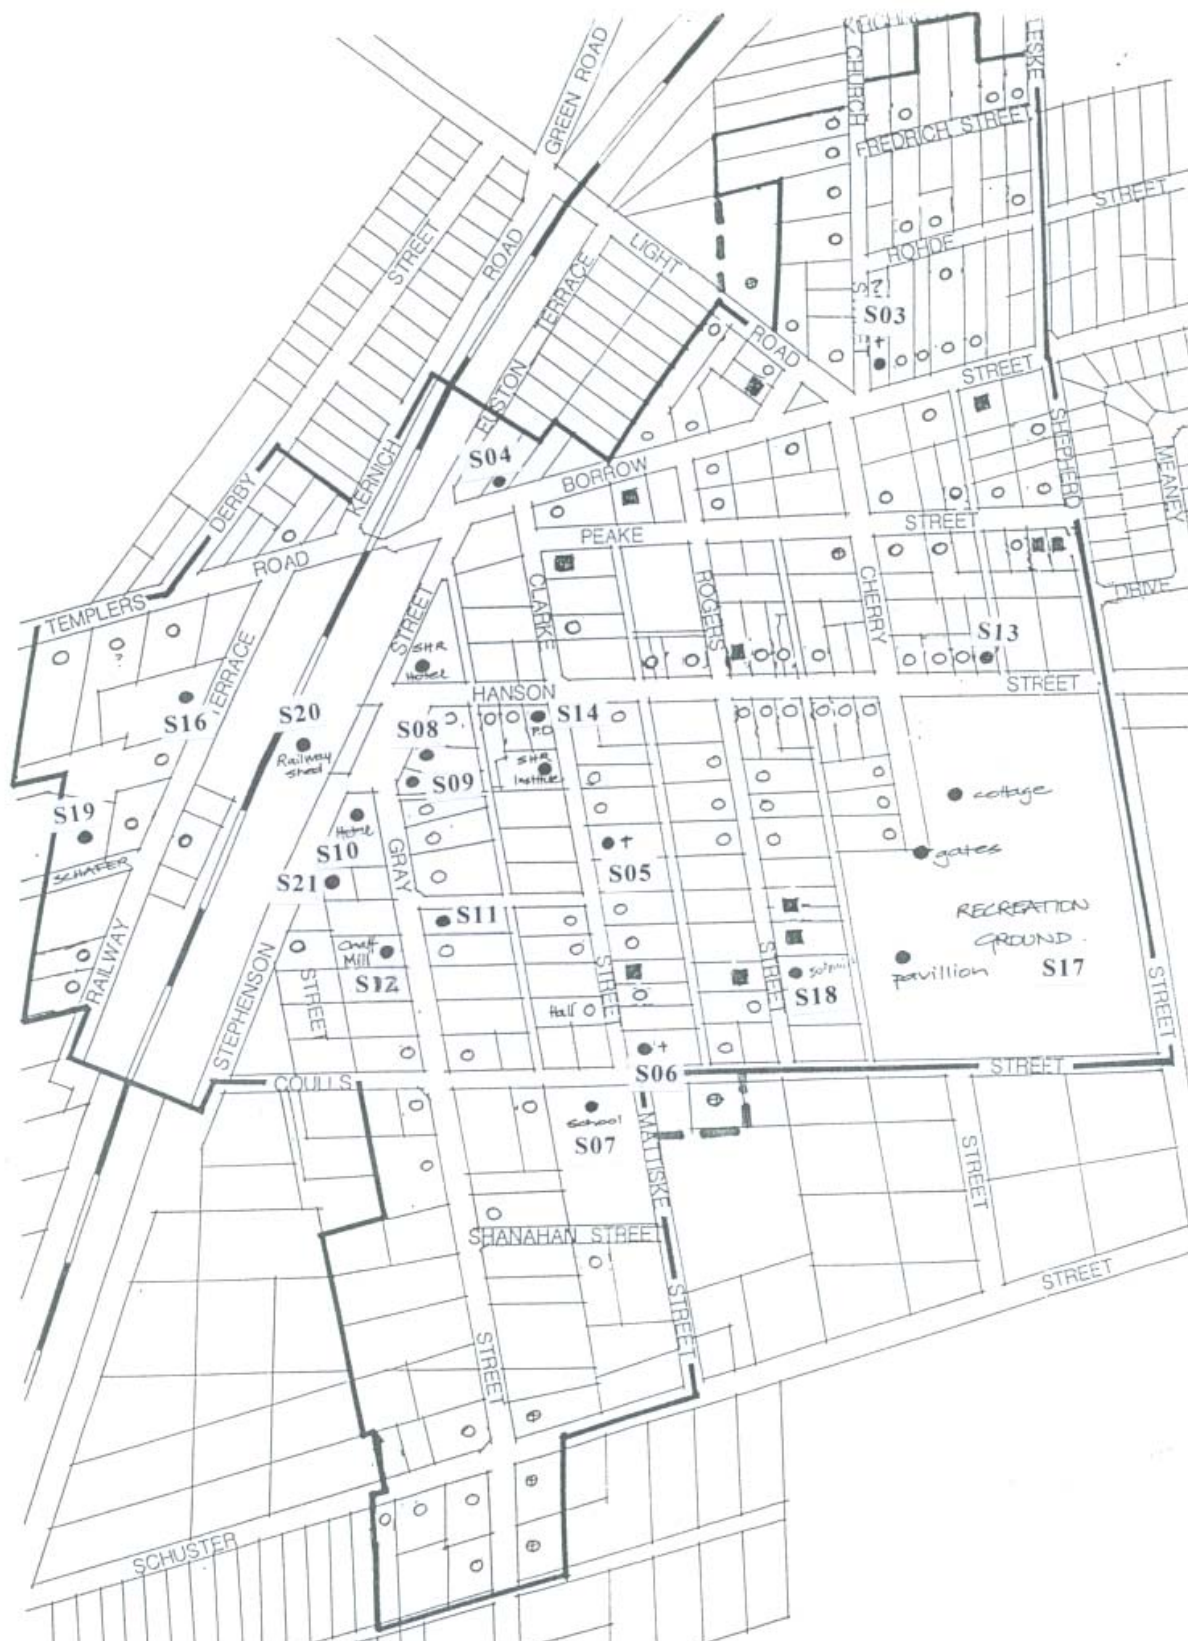 GREEN ROAD
CHURCH
LESKE
FREDRICH STREET
STREET
STREET
ROAD
LIGHT
ROAD
ROHDE
S03
EUSTON TERRACE
STREET
SHEPHERD
MEANEY
DRIVE
KERNICH
DERBY
S04
BORROW
PEAKE
STREET
ROAD
TEMPLERS
STREET
CLARKE
ROGERS
CHERRY
S13
SHR
Hotel
HANSON
STREET
TERRACE
S16
S20
Railway
shed
S08
S09
S14
P.O
SHR
Institute
cottage
S19
SCHAFER
Hotel
S10
GRAY
S05
gates
S21
S11
RECREATION
GROUND.
S17
pavillion
RAILWAY
STEPHENSON
STREET
Chaff
Mill
S12
STREET
STREET
S18
STREET
Hall
S06
COULLS
STREET
School
S07
MALTISKE
STREET
SHANAHAN STREET
STREET
STREET
STREET
SCHUSTER